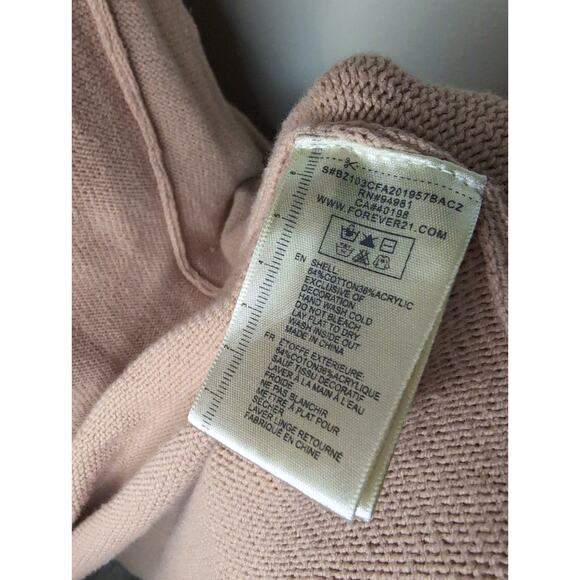 S#BZ103CFA201957BACZ
RN#94981
CA#40198
WWW.FOREVER21.COM
EN SHELL:
64%COTTON36%ACRYLIC
EXCLUSIVE OF
DECORATION
HAND WASH COLD
DO NOT BLEACH
LAY FLAT TO DRY
WASH INSIDE OUT
MADE IN CHINA
FR ÉTOFFE EXTÉRIEURE:
64%COTON36%ACRYLIQUE
SAUF TISSU DÉCORATIF
LAVER À LA MAIN À L'EAU
FROIDE
NE PAS BLANCHIR
METTRE À PLAT POUR
SÉCHER
LAVER LINGE RETOURNÉ
FABRIQUÉ EN CHINE